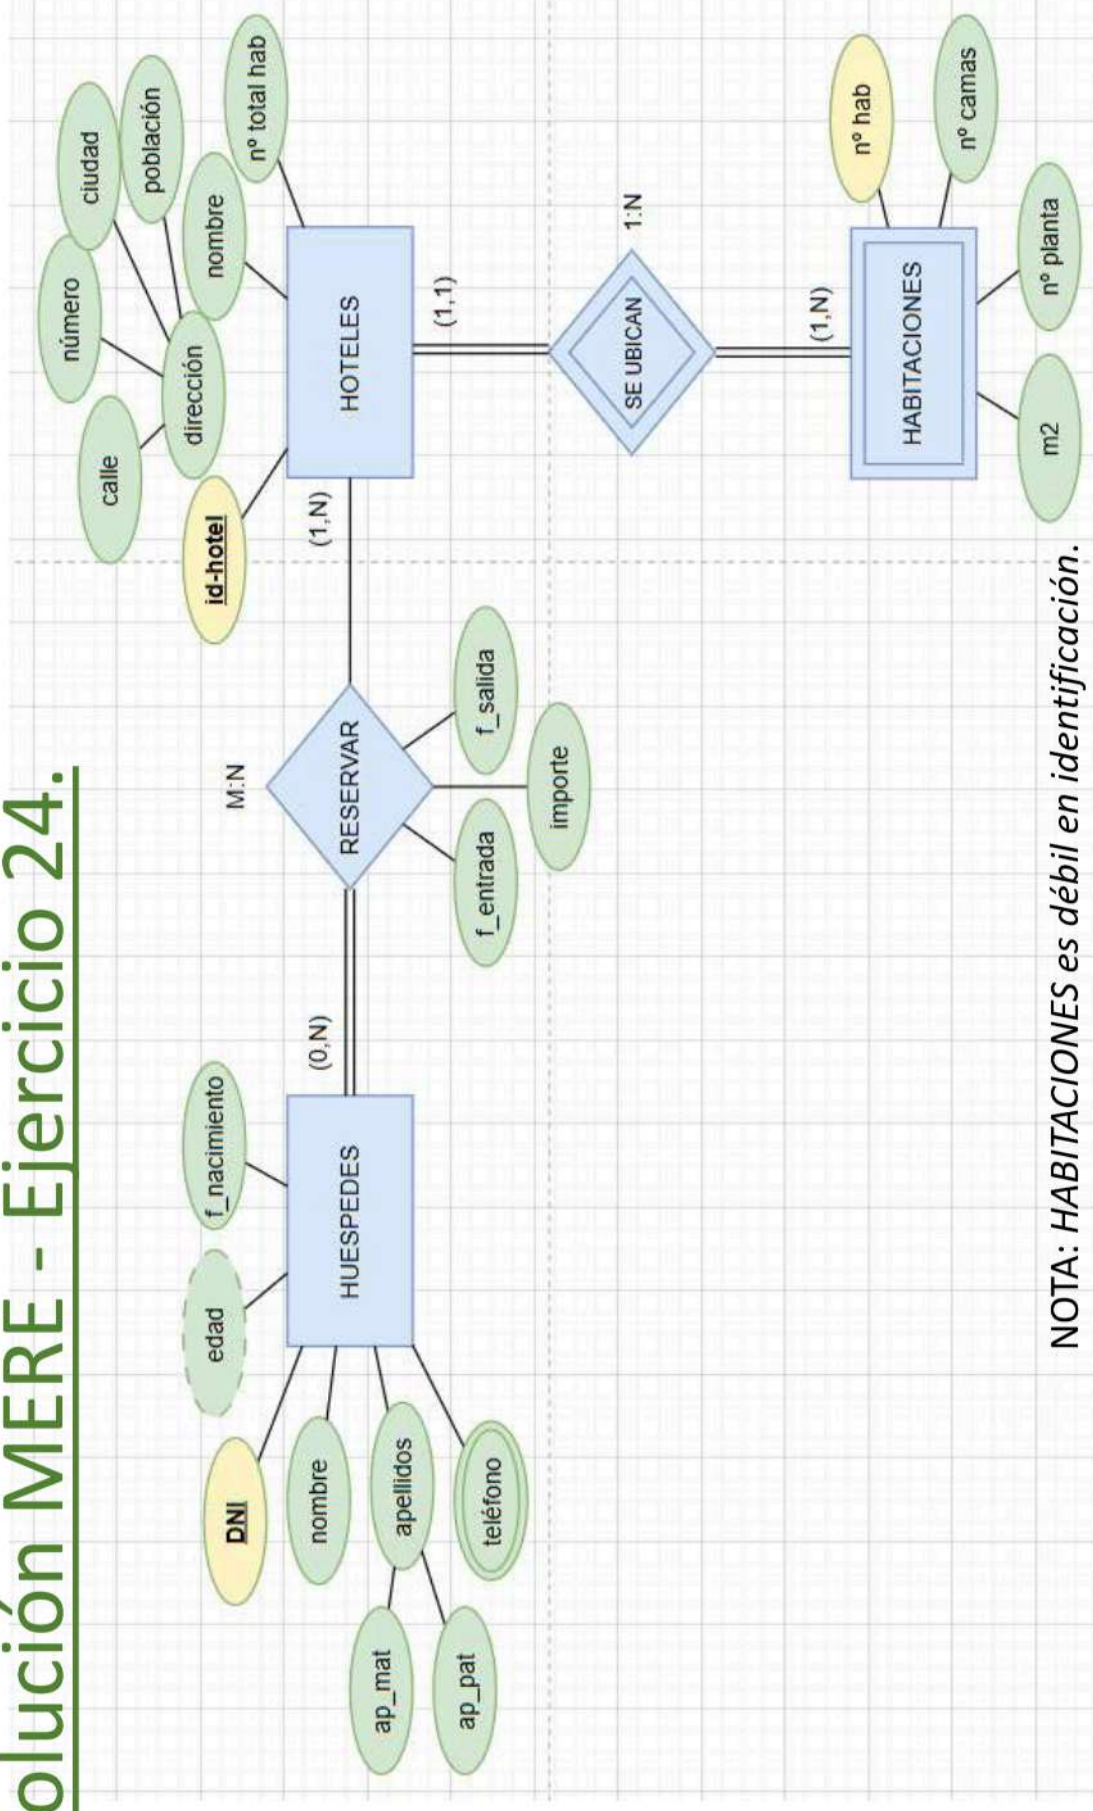 olución MERE - Ejercicio 24.
calle
número
ciudad
población
dirección
nombre
nº total hab
id-hotel
HOTELES
(1,N)
(1,1)
M:N
RESERVAR
f_entrada
importe
f_salida
(0,N)
HUESPEDES
f_nacimiento
edad
DNI
nombre
apellidos
teléfono
ap_mat
ap_pat
SE UBICAN
1:N
(1,N)
HABITACIONES
nº hab
nº camas
nº planta
m2
NOTA: HABITACIONES es débil en identificación.